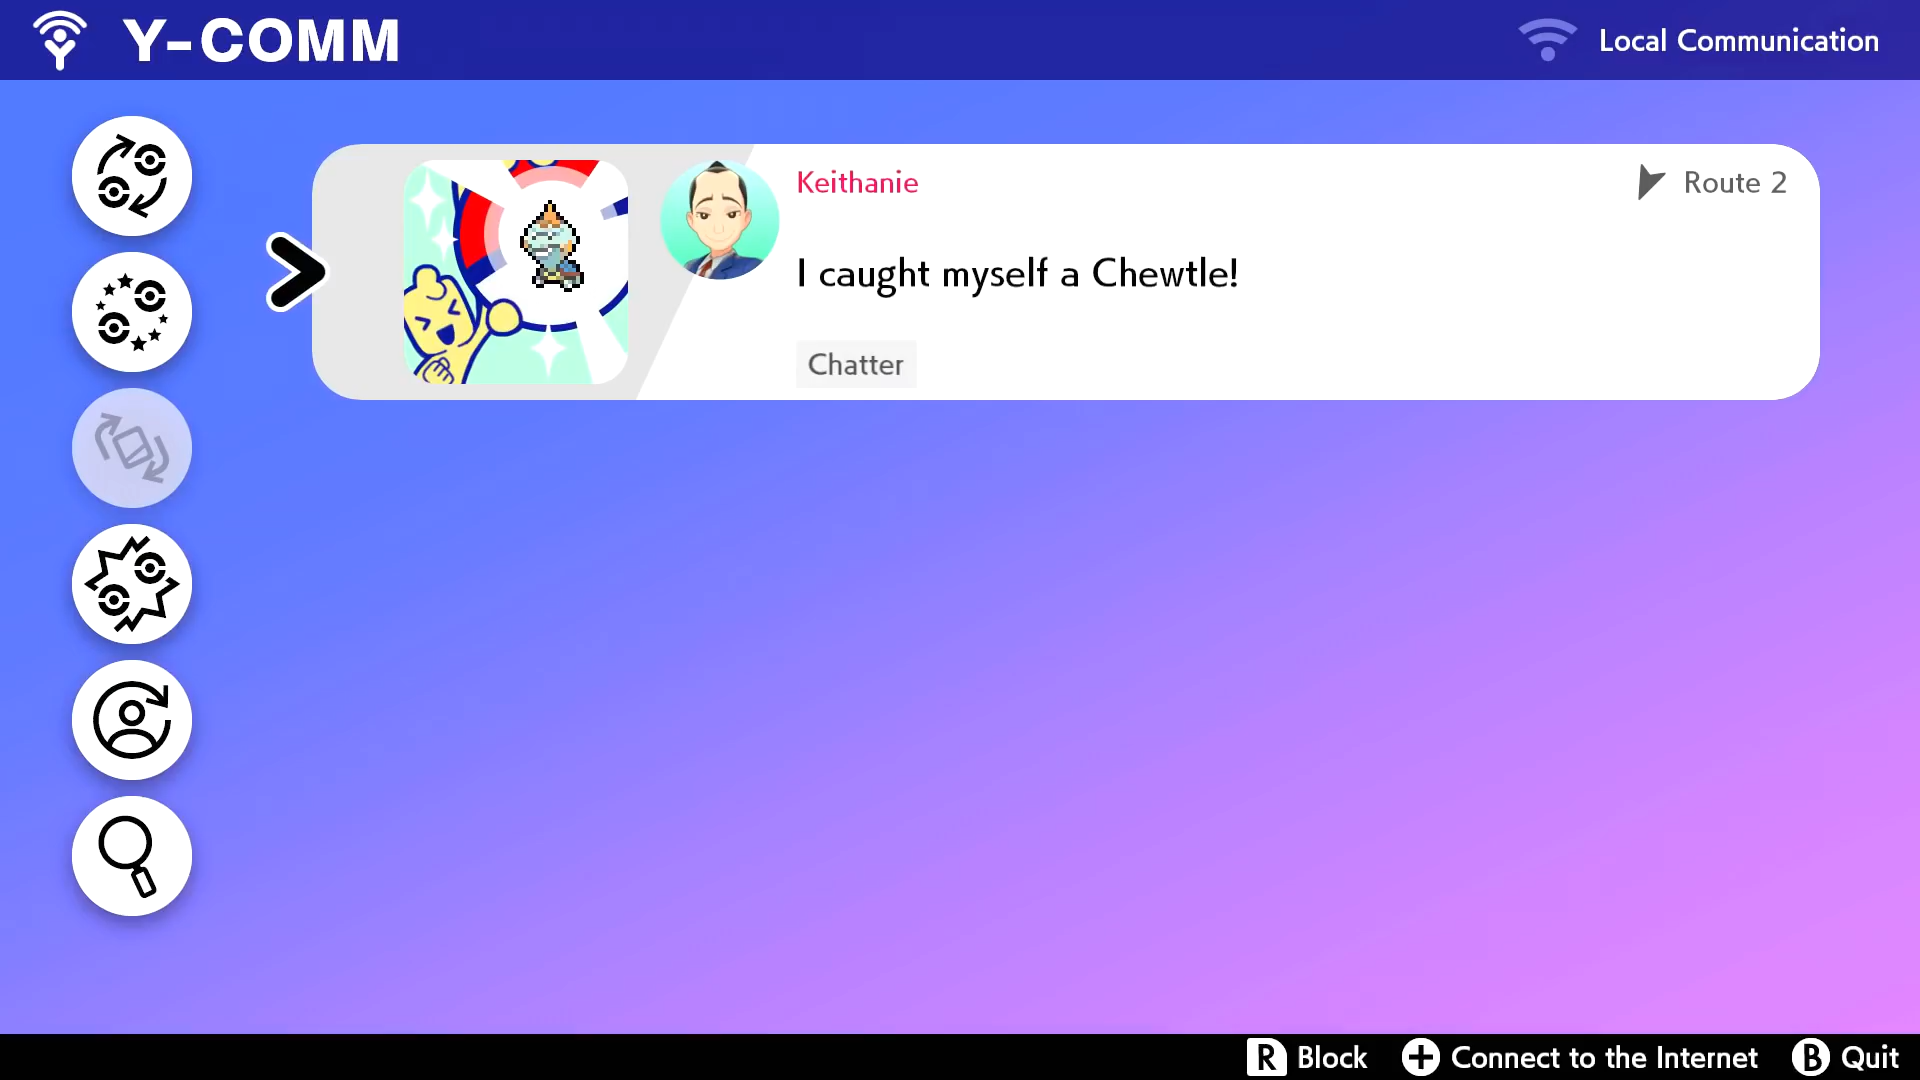 Y-COMM
Local Communication
Keithanie
Route 2
I caught myself a Chewtle!
Chatter
R Block
+ Connect to the Internet
B Quit